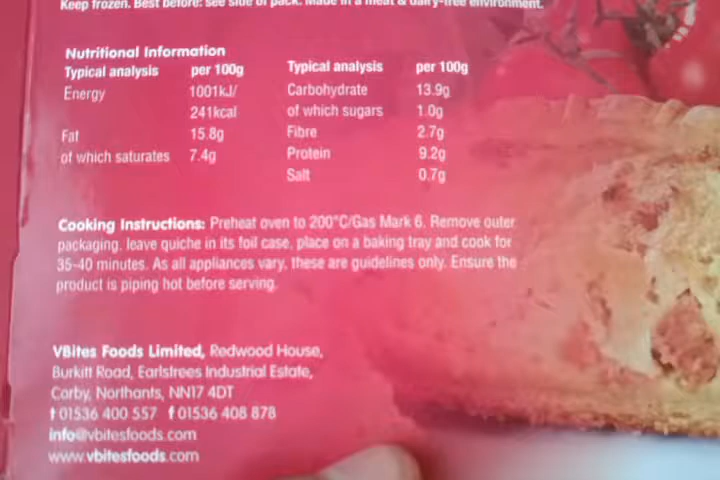 Keep frozen. Best before: see side of pack. Made in a meat & dairy-free environment.
Nutritional Information
Typical analysis per 100g Typical analysis per 100g
Energy 1001kJ/ Carbohydrate 13.9g
241kcal of which sugars 1.0g
Fat 15.8g Fibre 2.7g
of which saturates 7.4g Protein 9.2g
Salt 0.7g
Cooking Instructions: Preheat oven to 200°C/Gas Mark 6. Remove outer
packaging, leave quiche in its foil case, place on a baking tray and cook for
35-40 minutes. As all appliances vary, these are guidelines only. Ensure the
product is piping hot before serving.
VBites Foods Limited, Redwood House,
Burkitt Road, Earlstrees Industrial Estate,
Corby, Northants, NN17 4DT
t 01536 400 557 f 01536 408 878
info@vbitesfoods.com
www.vbitesfoods.com